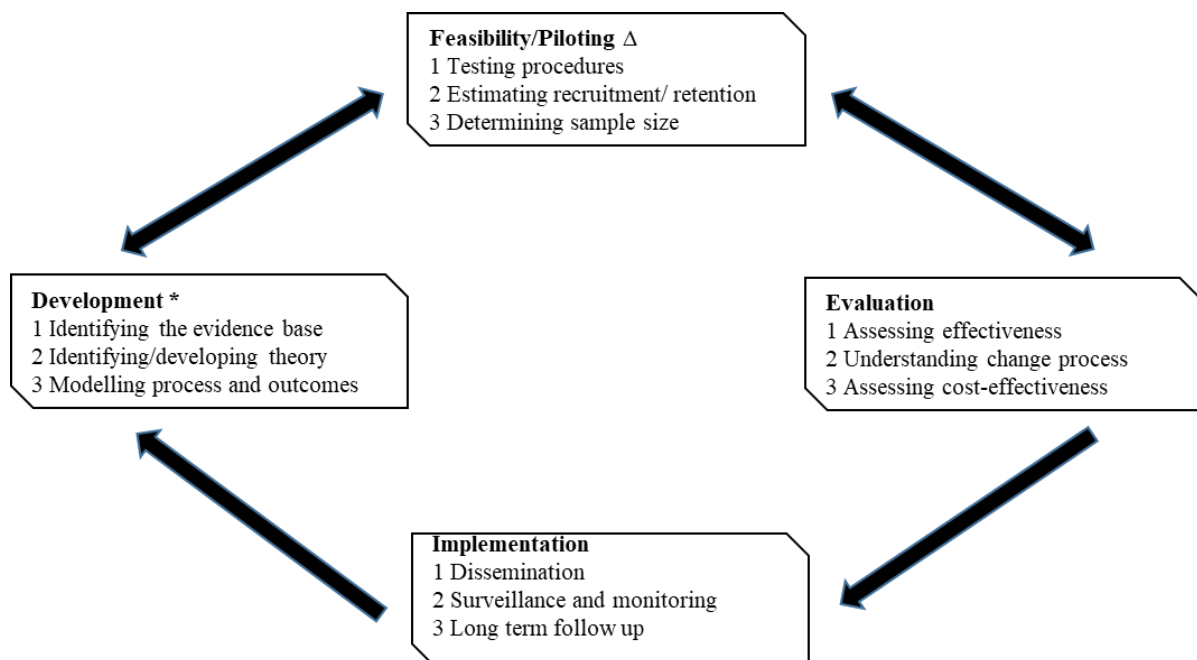 Feasibility/Piloting Δ
1 Testing procedures
2 Estimating recruitment/ retention
3 Determining sample size
Development *
1 Identifying the evidence base
2 Identifying/developing theory
3 Modelling process and outcomes
Evaluation
1 Assessing effectiveness
2 Understanding change process
3 Assessing cost-effectiveness
Implementation
1 Dissemination
2 Surveillance and monitoring
3 Long term follow up